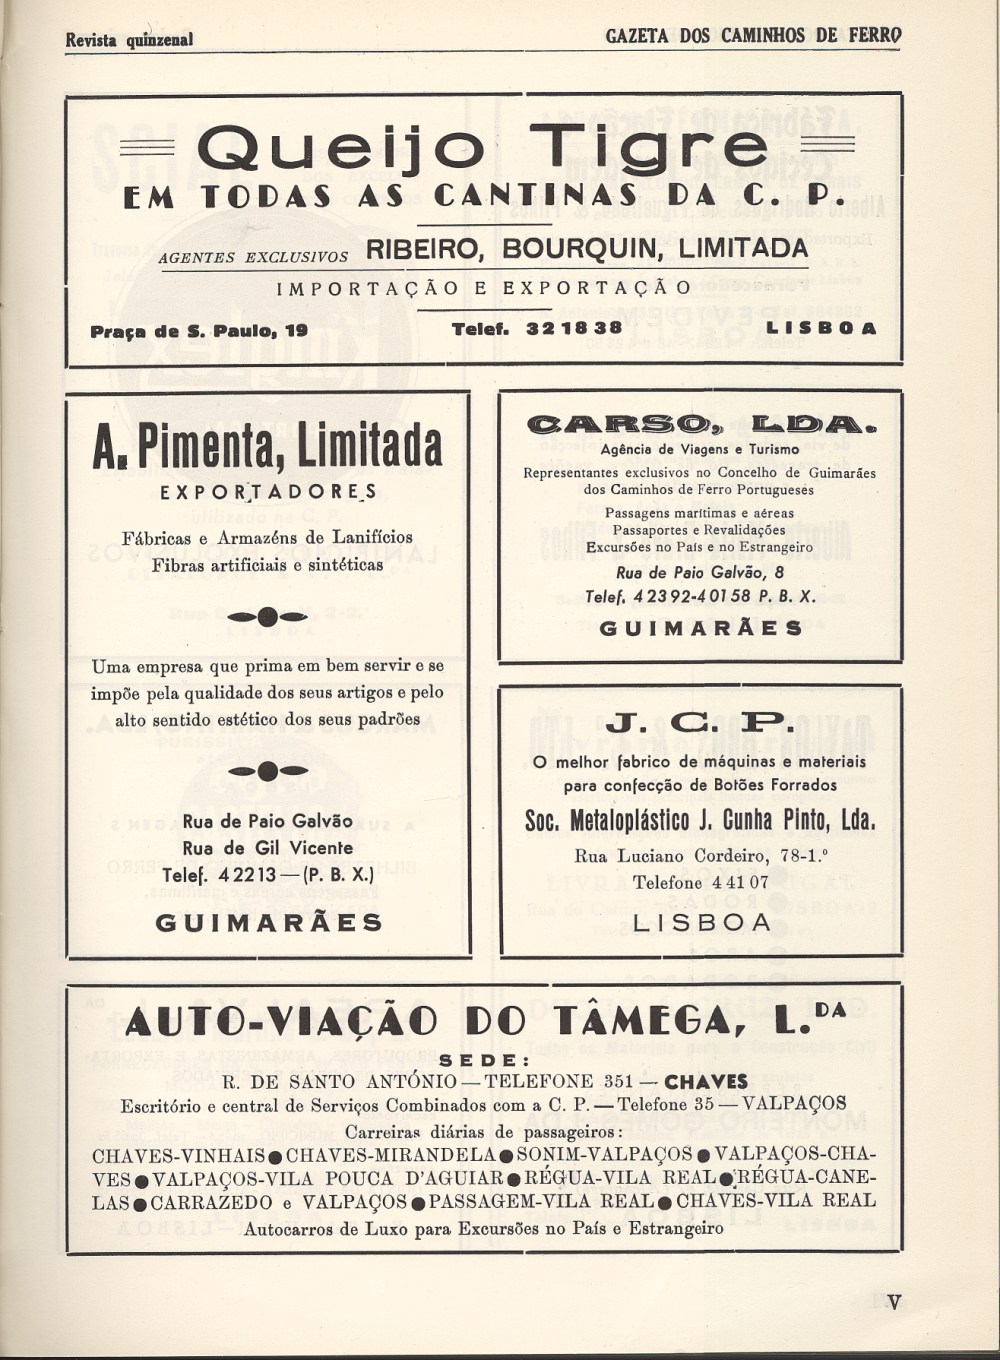 Revista quinzenal
GAZETA DOS CAMINHOS DE FERRO
Queijo Tigre
EM TODAS AS CANTINAS DA C. P.
AGENTES EXCLUSIVOS RIBEIRO, BOURQUIN, LIMITADA
IMPORTAÇÃO E EXPORTAÇÃO
Praça de S. Paulo, 19 Telef. 321838 LISBOA
A. Pimenta, Limitada
EXPORTADORES
Fábricas e Armazéns de Lanifícios
Fibras artificiais e sintéticas
Uma empresa que prima em bem servir e se
impõe pela qualidade dos seus artigos e pelo
alto sentido estético dos seus padrões
Rua de Paio Galvão
Rua de Gil Vicente
Telef. 42213—(P. B. X.)
GUIMARÃES
CARSO, LDA.
Agência de Viagens e Turismo
Representantes exclusivos no Concelho de Guimarães
dos Caminhos de Ferro Portugueses
Passagens marítimas e aéreas
Passaportes e Revalidações
Excursões no País e no Estrangeiro
Rua de Paio Galvão, 8
Telef. 42392-40158 P. B. X.
GUIMARÃES
J. C. P.
O melhor fabrico de máquinas e materiais
para confecção de Botões Forrados
Soc. Metaloplástico J. Cunha Pinto, Lda.
Rua Luciano Cordeiro, 78-1.º
Telefone 44107
LISBOA
AUTO-VIAÇÃO DO TÂMEGA, L.DA
SEDE:
R. DE SANTO ANTÓNIO—TELEFONE 351 — CHAVES
Escritório e central de Serviços Combinados com a C. P. — Telefone 35 — VALPAÇOS
Carreiras diárias de passageiros:
CHAVES-VINHAIS●CHAVES-MIRANDELA●SONIM-VALPAÇOS●VALPAÇOS-CHA-
VES●VALPAÇOS-VILA POUCA D'AGUIAR●RÉGUA-VILA REAL●RÉGUA-CANE-
LAS●CARRAZEDO e VALPAÇOS●PASSAGEM-VILA REAL●CHAVES-VILA REAL
Autocarros de Luxo para Excursões no País e Estrangeiro
V